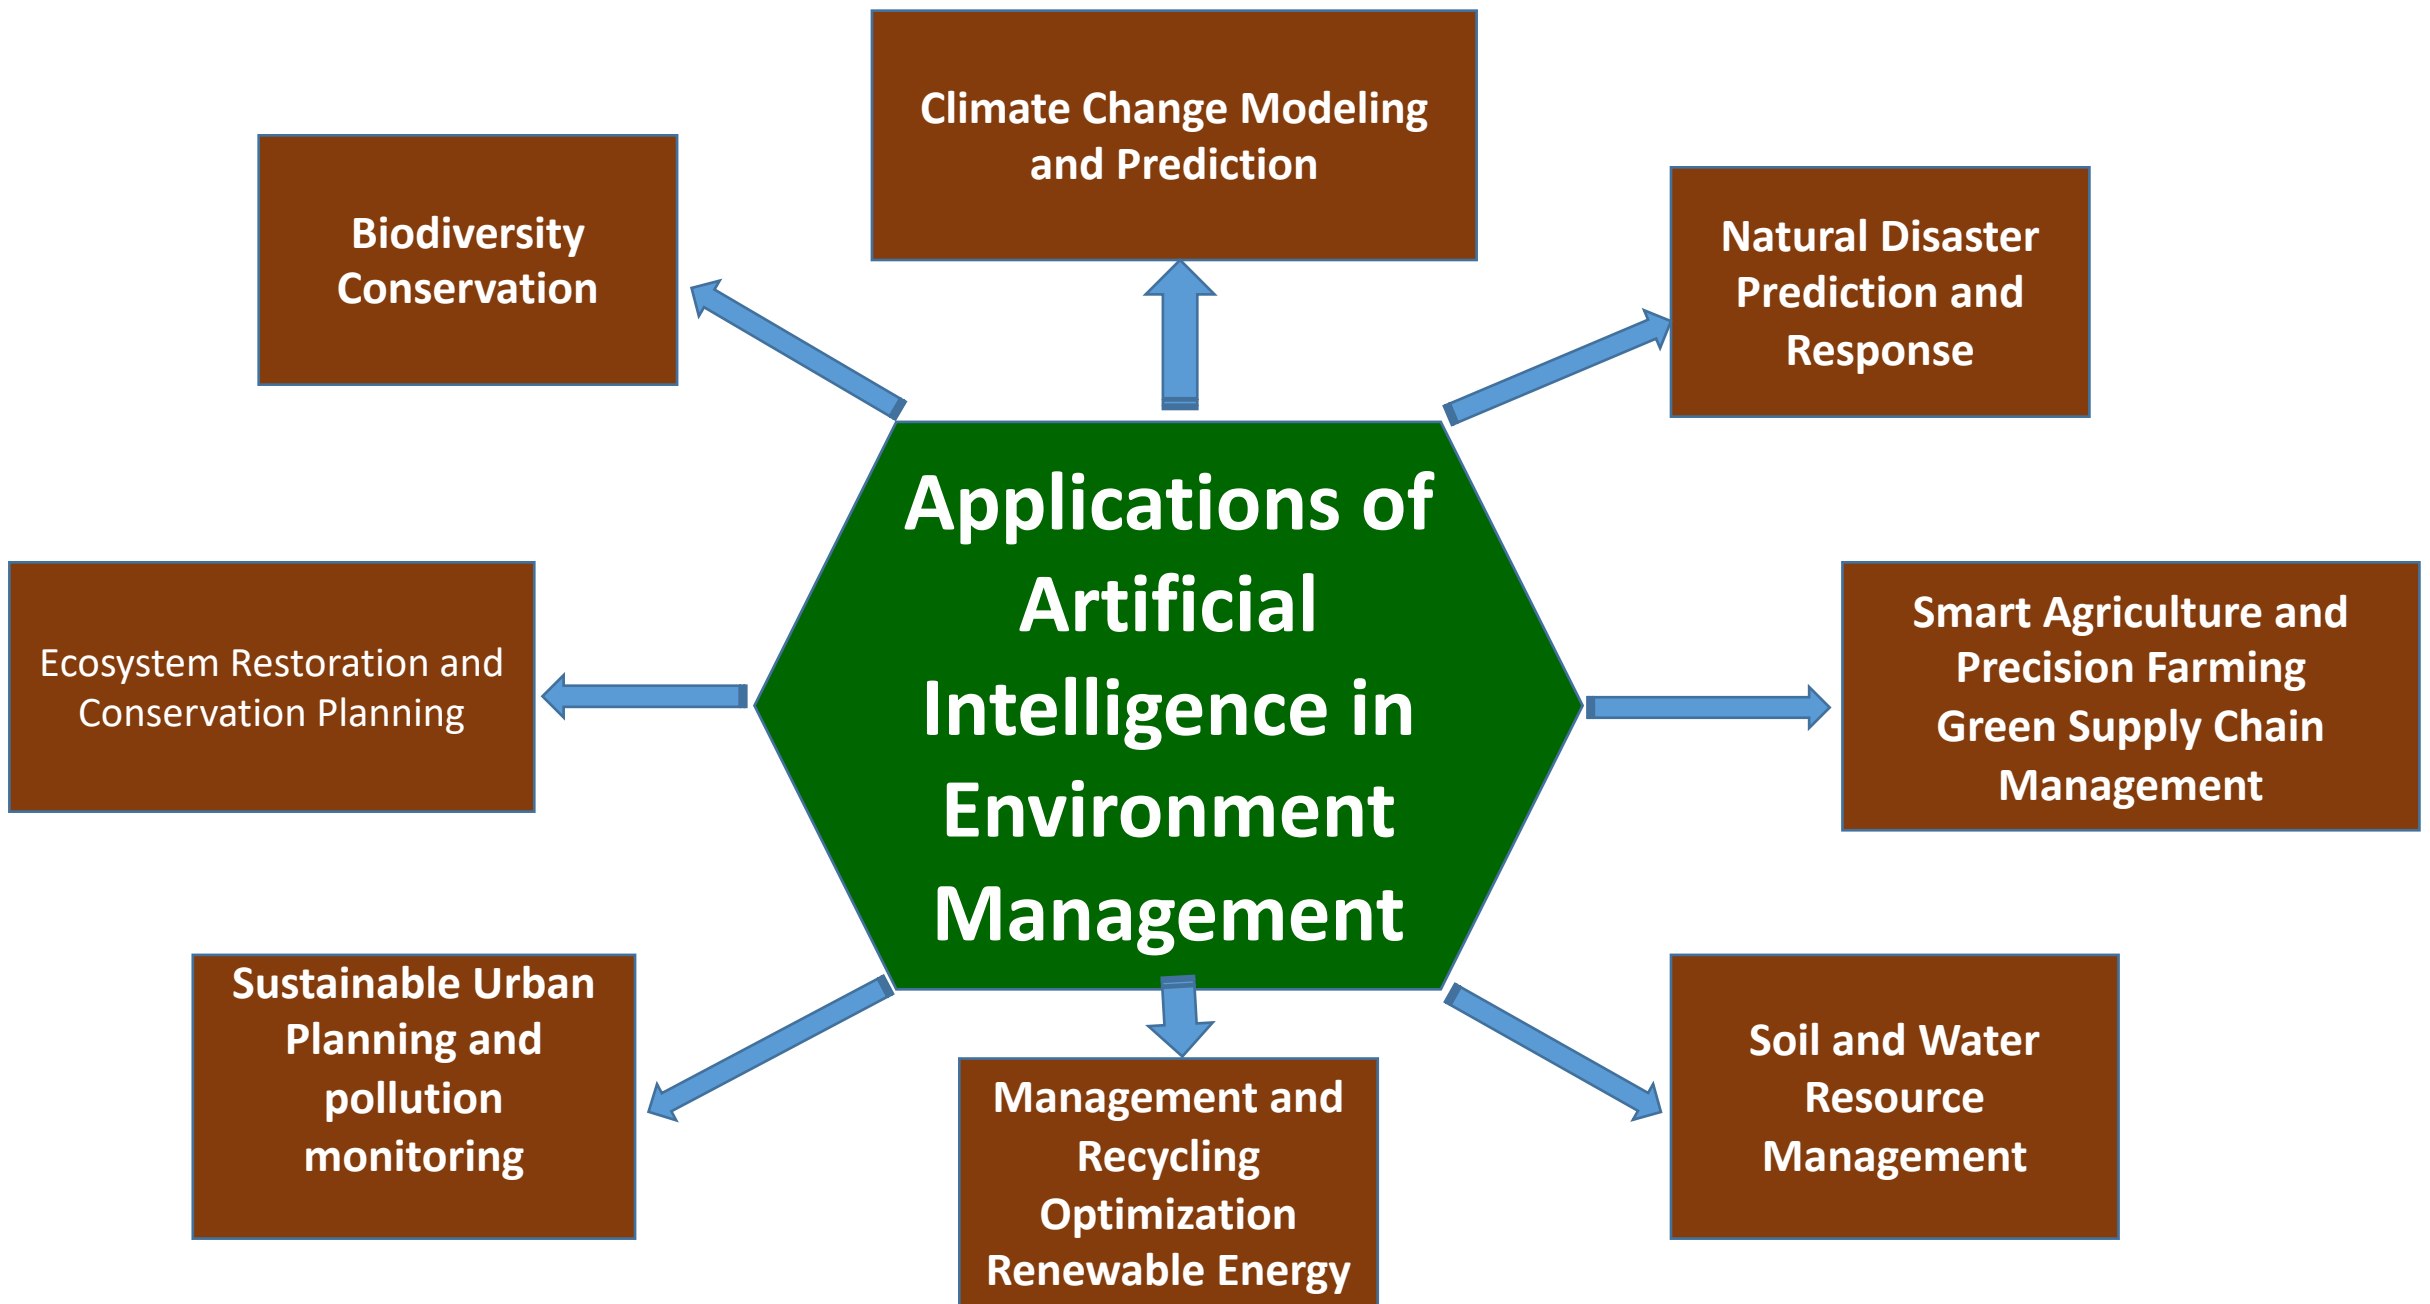 Climate Change Modeling
and Prediction
Biodiversity
Conservation
Natural Disaster
Prediction and
Response
Applications of
Artificial
Intelligence in
Environment
Management
Ecosystem Restoration and
Conservation Planning
Smart Agriculture and
Precision Farming
Green Supply Chain
Management
Sustainable Urban
Planning and
pollution
monitoring
Management and
Recycling
Optimization
Renewable Energy
Soil and Water
Resource
Management